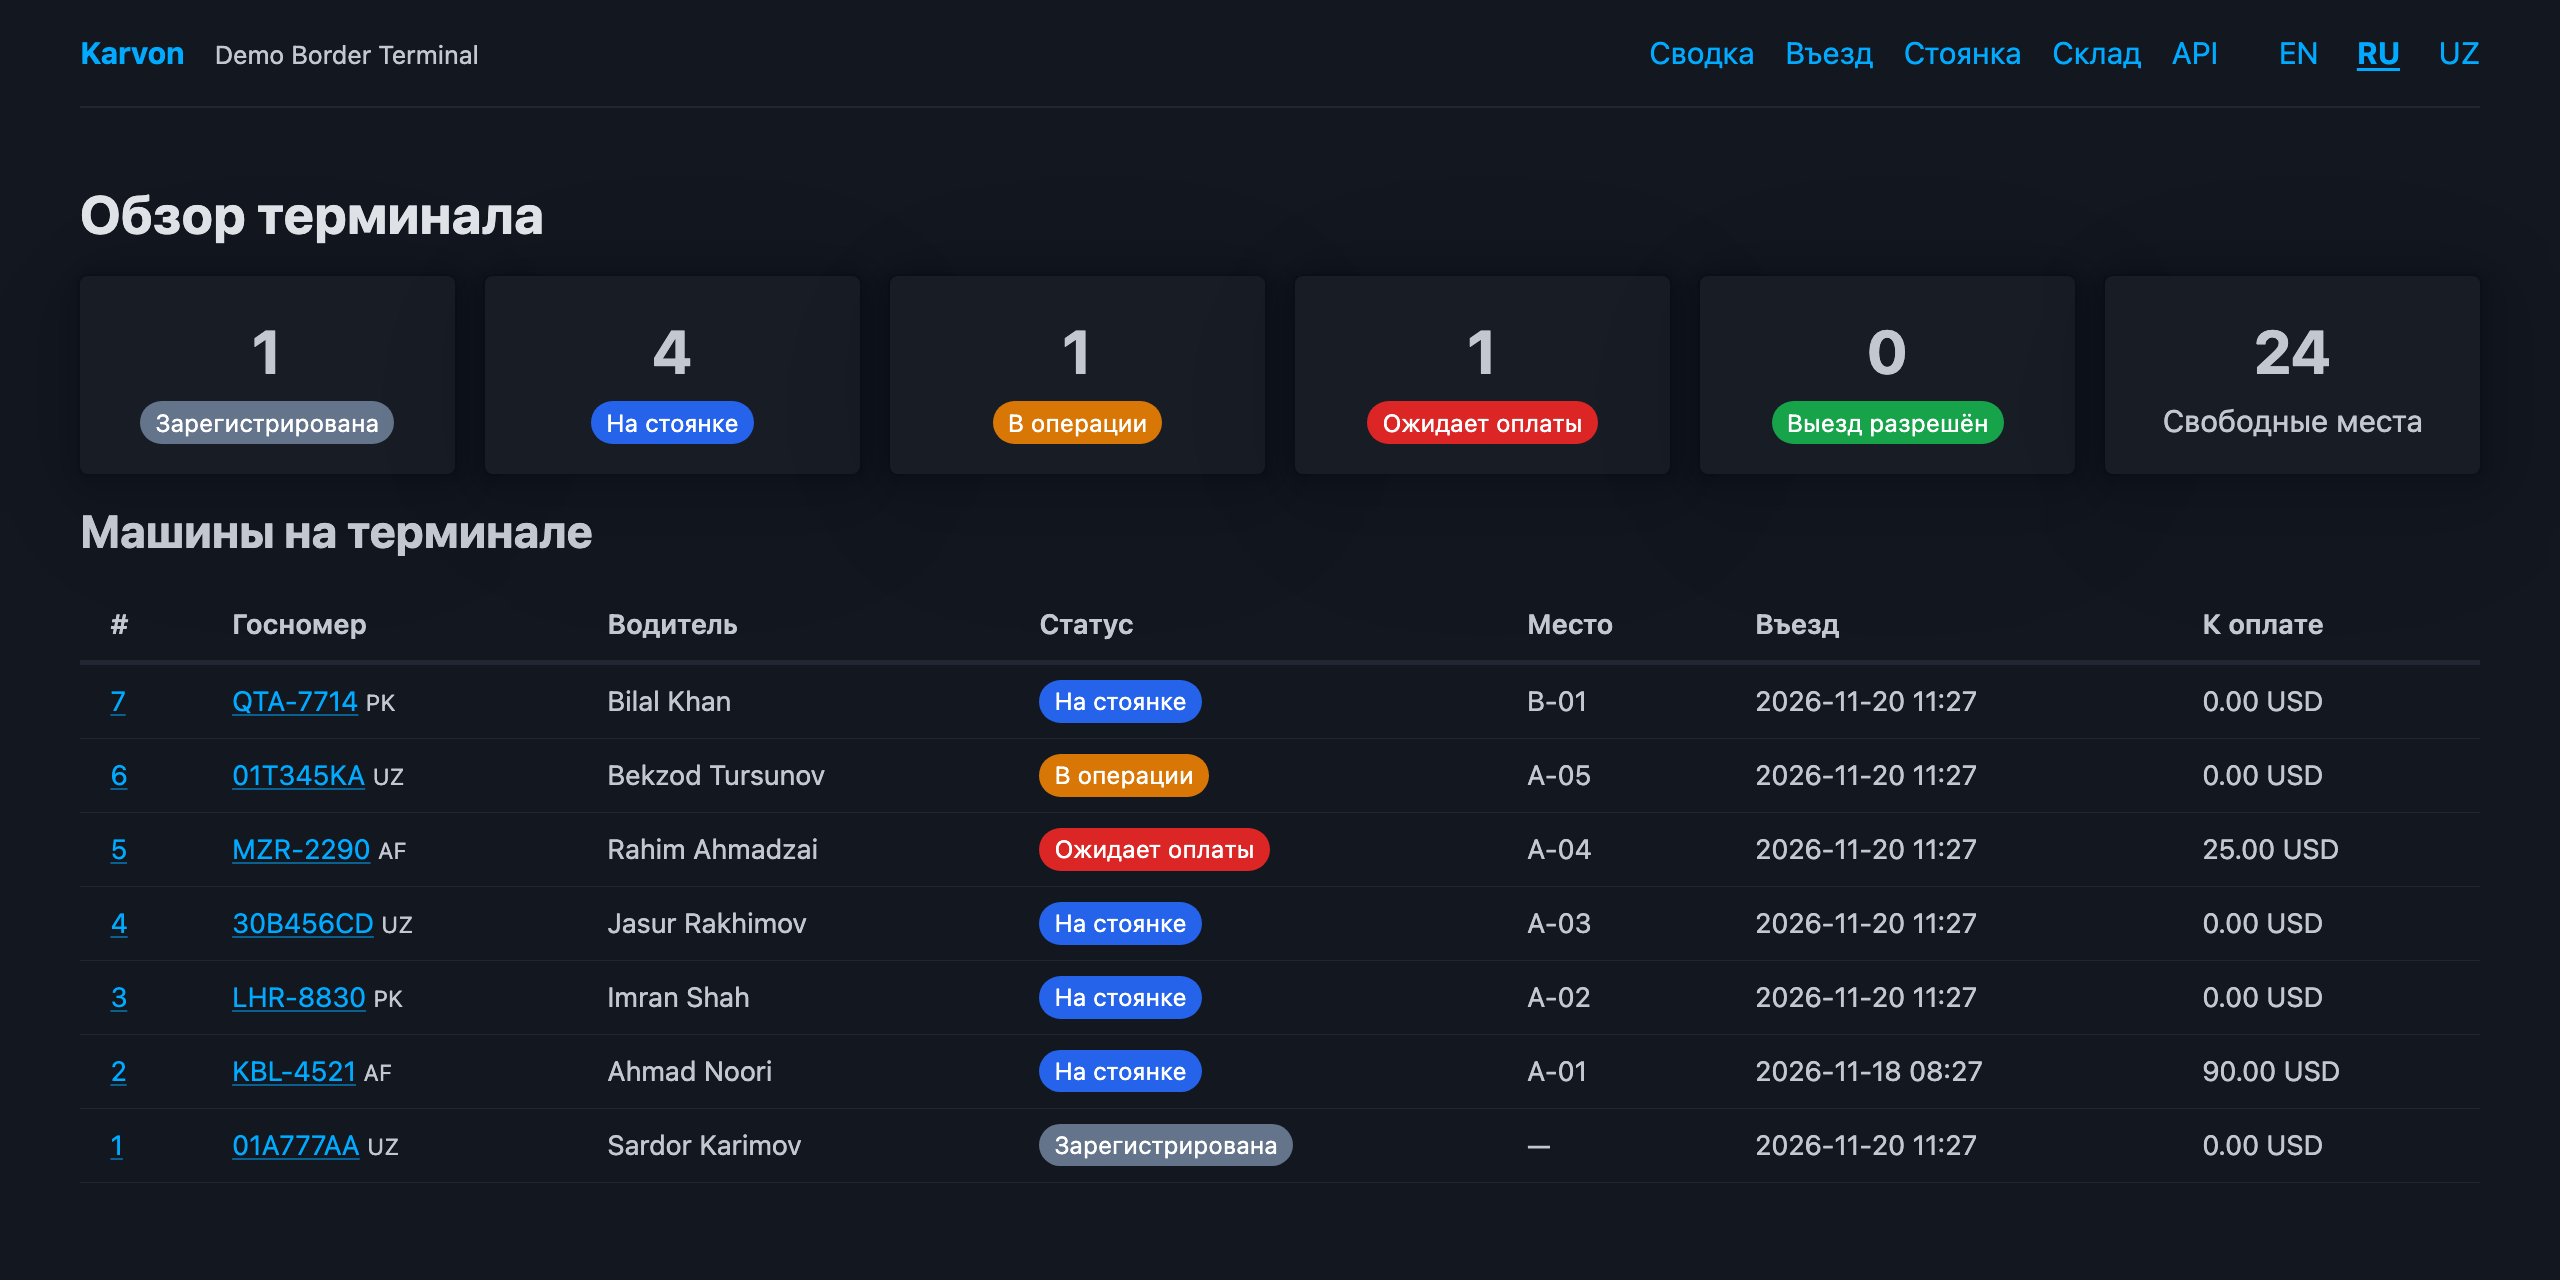 Karvon Demo Border Terminal Сводка Въезд Стоянка Склад API EN RU UZ
Обзор терминала
1 4 1 1 0 24
Зарегистрирована На стоянке В операции Ожидает оплаты Выезд разрешён Свободные места
Машины на терминале
# Госномер Водитель Статус Место Въезд К оплате
7 QTA-7714 PK Bilal Khan На стоянке B-01 2026-11-20 11:27 0.00 USD
6 01T345KA UZ Bekzod Tursunov В операции A-05 2026-11-20 11:27 0.00 USD
5 MZR-2290 AF Rahim Ahmadzai Ожидает оплаты A-04 2026-11-20 11:27 25.00 USD
4 30B456CD UZ Jasur Rakhimov На стоянке A-03 2026-11-20 11:27 0.00 USD
3 LHR-8830 PK Imran Shah На стоянке A-02 2026-11-20 11:27 0.00 USD
2 KBL-4521 AF Ahmad Noori На стоянке A-01 2026-11-18 08:27 90.00 USD
1 01A777AA UZ Sardor Karimov Зарегистрирована — 2026-11-20 11:27 0.00 USD